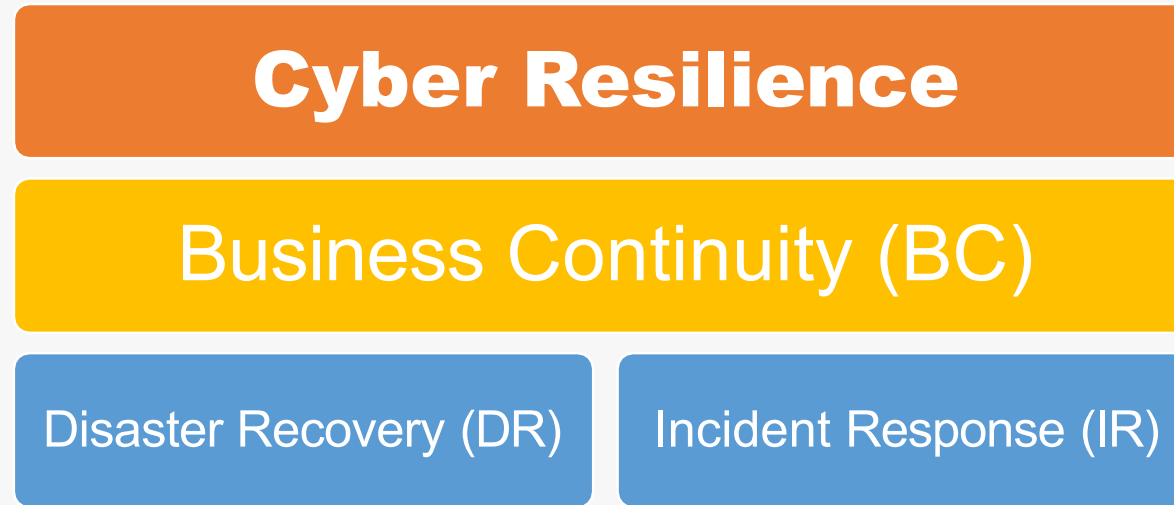 Cyber Resilience
Business Continuity (BC)
Disaster Recovery (DR)
Incident Response (IR)